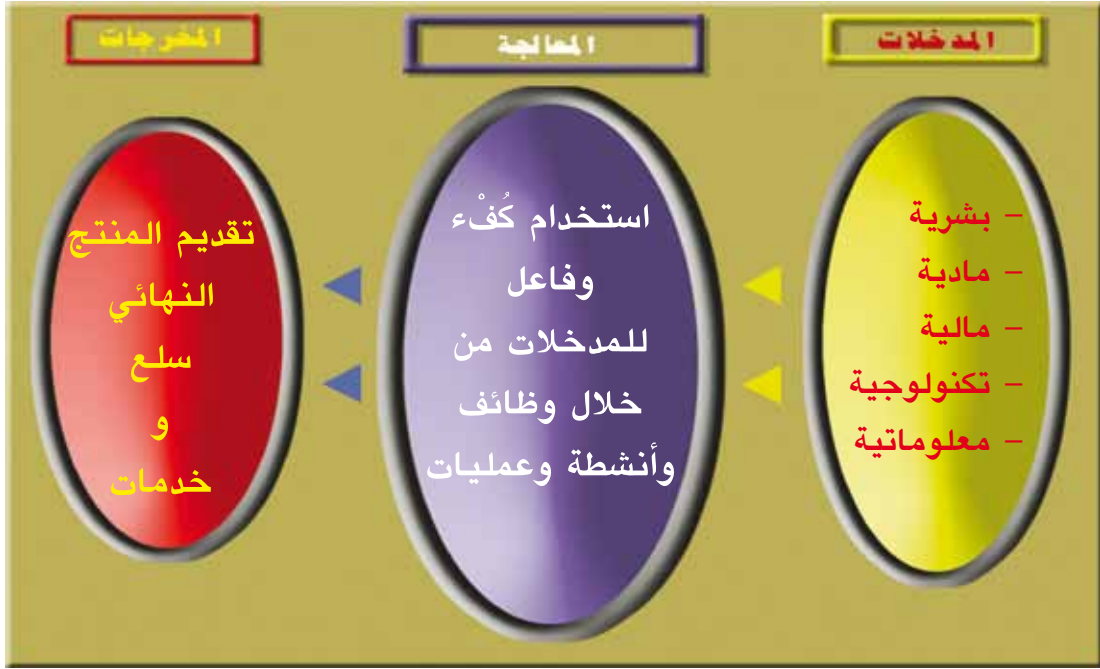 المدخلات
- بشرية
- مادية
- مالية
- تكنولوجية
- معلوماتية
المعالجة
استخدام كُفْء
وفاعل
للمدخلات من
خلال وظائف
وأنشطة وعمليات
المخرجات
تقديم المنتج
النهائي
سلع
و
خدمات